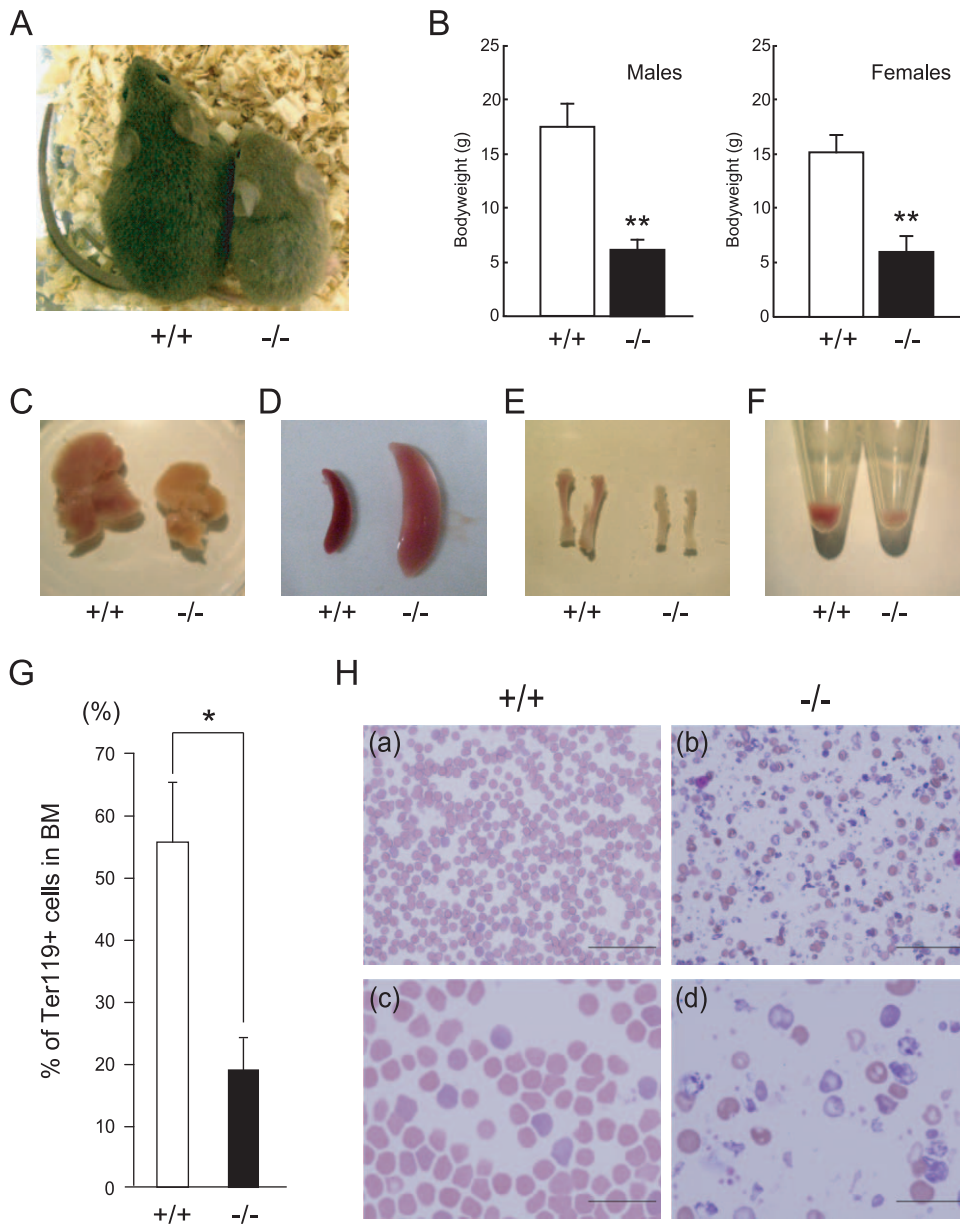 A
+/+ -/-
B
Bodyweight (g)
25
20
15
10
5
0
Males
**
+/+ -/-
Bodyweight (g)
25
20
15
10
5
0
Females
**
+/+ -/-
C
+/+ -/-
D
+/+ -/-
E
+/+ -/-
F
+/+ -/-
G
(%)
% of Ter119+ cells in BM
70
60
50
40
30
20
10
0
*
+/+ -/-
H
+/+ -/-
(a)
(b)
(c)
(d)